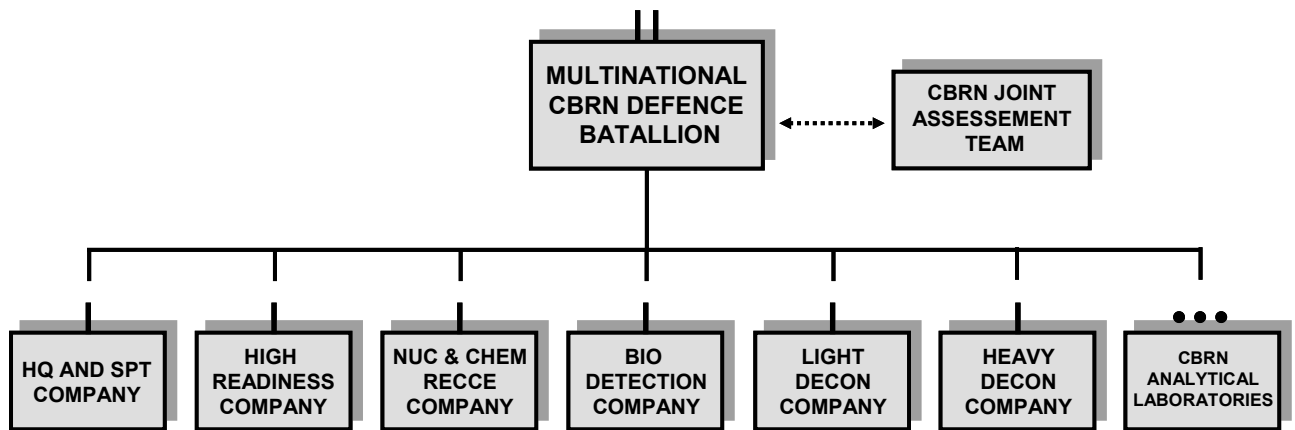 MULTINATIONAL
CBRN DEFENCE
BATALLION
CBRN JOINT
ASSESSEMENT
TEAM
HQ AND SPT
COMPANY
HIGH
READINESS
COMPANY
NUC & CHEM
RECCE
COMPANY
BIO
DETECTION
COMPANY
LIGHT
DECON
COMPANY
HEAVY
DECON
COMPANY
CBRN
ANALYTICAL
LABORATORIES